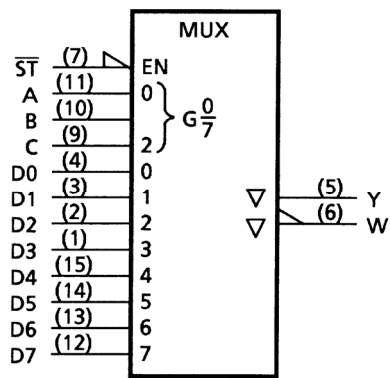 MUX
S̅T̅ (7) EN
A (11) 0
B (10) G 0/7
C (9) 2
D0 (4) 0
D1 (3) 1 ▽ (5) Y
D2 (2) 2 ▽ (6) W
D3 (1) 3
D4 (15) 4
D5 (14) 5
D6 (13) 6
D7 (12) 7